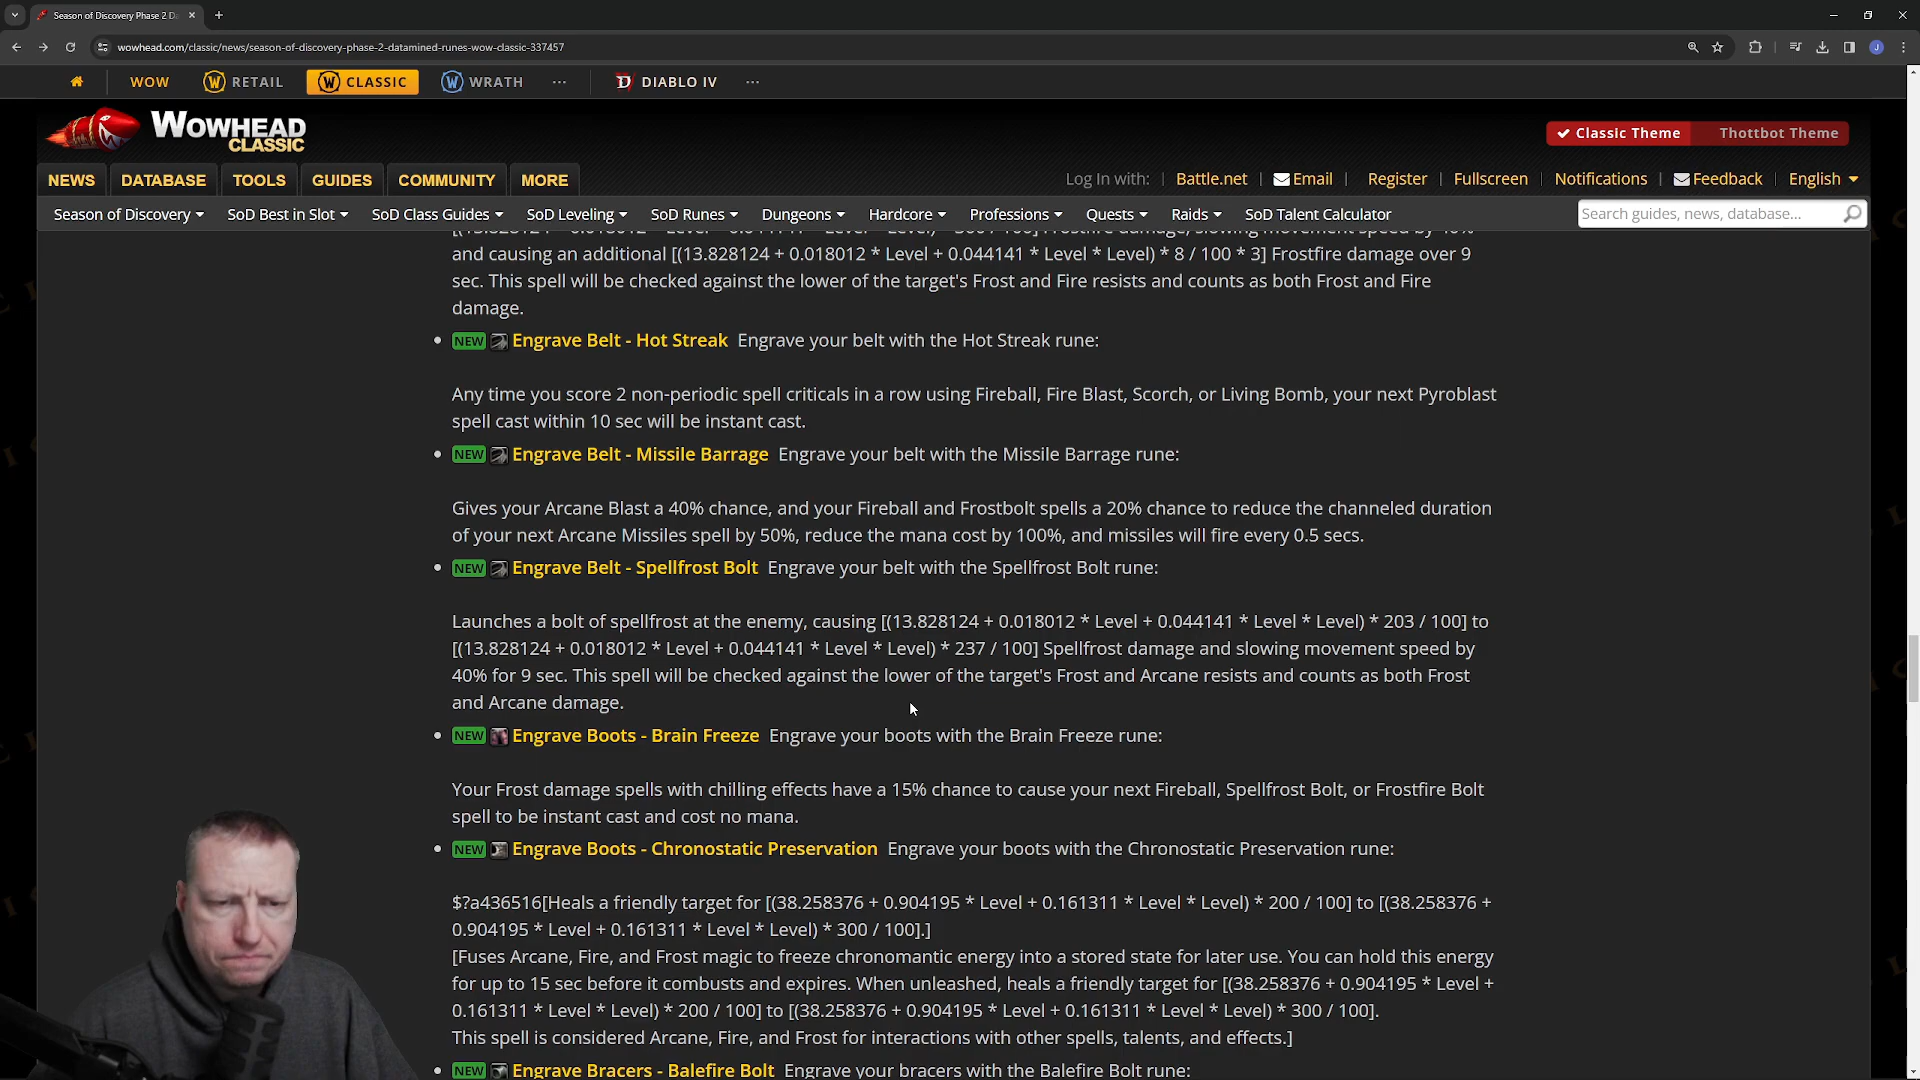 Season of Discovery Phase 2 Da
wowhead.com/classic/news/season-of-discovery-phase-2-datamined-runes-wow-classic-337457
J
WOW RETAIL CLASSIC WRATH ... DIABLO IV ...
WOWHEAD
CLASSIC
Classic Theme Thottbot Theme
NEWS DATABASE TOOLS GUIDES COMMUNITY MORE
Log In with: | Battle.net | Email | Register | Fullscreen | Notifications | Feedback | English
Season of Discovery SoD Best in Slot SoD Class Guides SoD Leveling SoD Runes Dungeons Hardcore Professions Quests Raids SoD Talent Calculator
Search guides, news, database...
and causing an additional [(13.828124 + 0.018012 * Level + 0.044141 * Level * Level) * 8 / 100 * 3] Frostfire damage over 9
sec. This spell will be checked against the lower of the target's Frost and Fire resists and counts as both Frost and Fire
damage.
• NEW Engrave Belt - Hot Streak Engrave your belt with the Hot Streak rune:
Any time you score 2 non-periodic spell criticals in a row using Fireball, Fire Blast, Scorch, or Living Bomb, your next Pyroblast
spell cast within 10 sec will be instant cast.
• NEW Engrave Belt - Missile Barrage Engrave your belt with the Missile Barrage rune:
Gives your Arcane Blast a 40% chance, and your Fireball and Frostbolt spells a 20% chance to reduce the channeled duration
of your next Arcane Missiles spell by 50%, reduce the mana cost by 100%, and missiles will fire every 0.5 secs.
• NEW Engrave Belt - Spellfrost Bolt Engrave your belt with the Spellfrost Bolt rune:
Launches a bolt of spellfrost at the enemy, causing [(13.828124 + 0.018012 * Level + 0.044141 * Level * Level) * 203 / 100] to
[(13.828124 + 0.018012 * Level + 0.044141 * Level * Level) * 237 / 100] Spellfrost damage and slowing movement speed by
40% for 9 sec. This spell will be checked against the lower of the target's Frost and Arcane resists and counts as both Frost
and Arcane damage.
• NEW Engrave Boots - Brain Freeze Engrave your boots with the Brain Freeze rune:
Your Frost damage spells with chilling effects have a 15% chance to cause your next Fireball, Spellfrost Bolt, or Frostfire Bolt
spell to be instant cast and cost no mana.
• NEW Engrave Boots - Chronostatic Preservation Engrave your boots with the Chronostatic Preservation rune:
$?a436516[Heals a friendly target for [(38.258376 + 0.904195 * Level + 0.161311 * Level * Level) * 200 / 100] to [(38.258376 +
0.904195 * Level + 0.161311 * Level * Level) * 300 / 100].]
[Fuses Arcane, Fire, and Frost magic to freeze chronomantic energy into a stored state for later use. You can hold this energy
for up to 15 sec before it combusts and expires. When unleashed, heals a friendly target for [(38.258376 + 0.904195 * Level +
0.161311 * Level * Level) * 200 / 100] to [(38.258376 + 0.904195 * Level + 0.161311 * Level * Level) * 300 / 100].
This spell is considered Arcane, Fire, and Frost for interactions with other spells, talents, and effects.]
• NEW Engrave Bracers - Balefire Bolt Engrave your bracers with the Balefire Bolt rune: